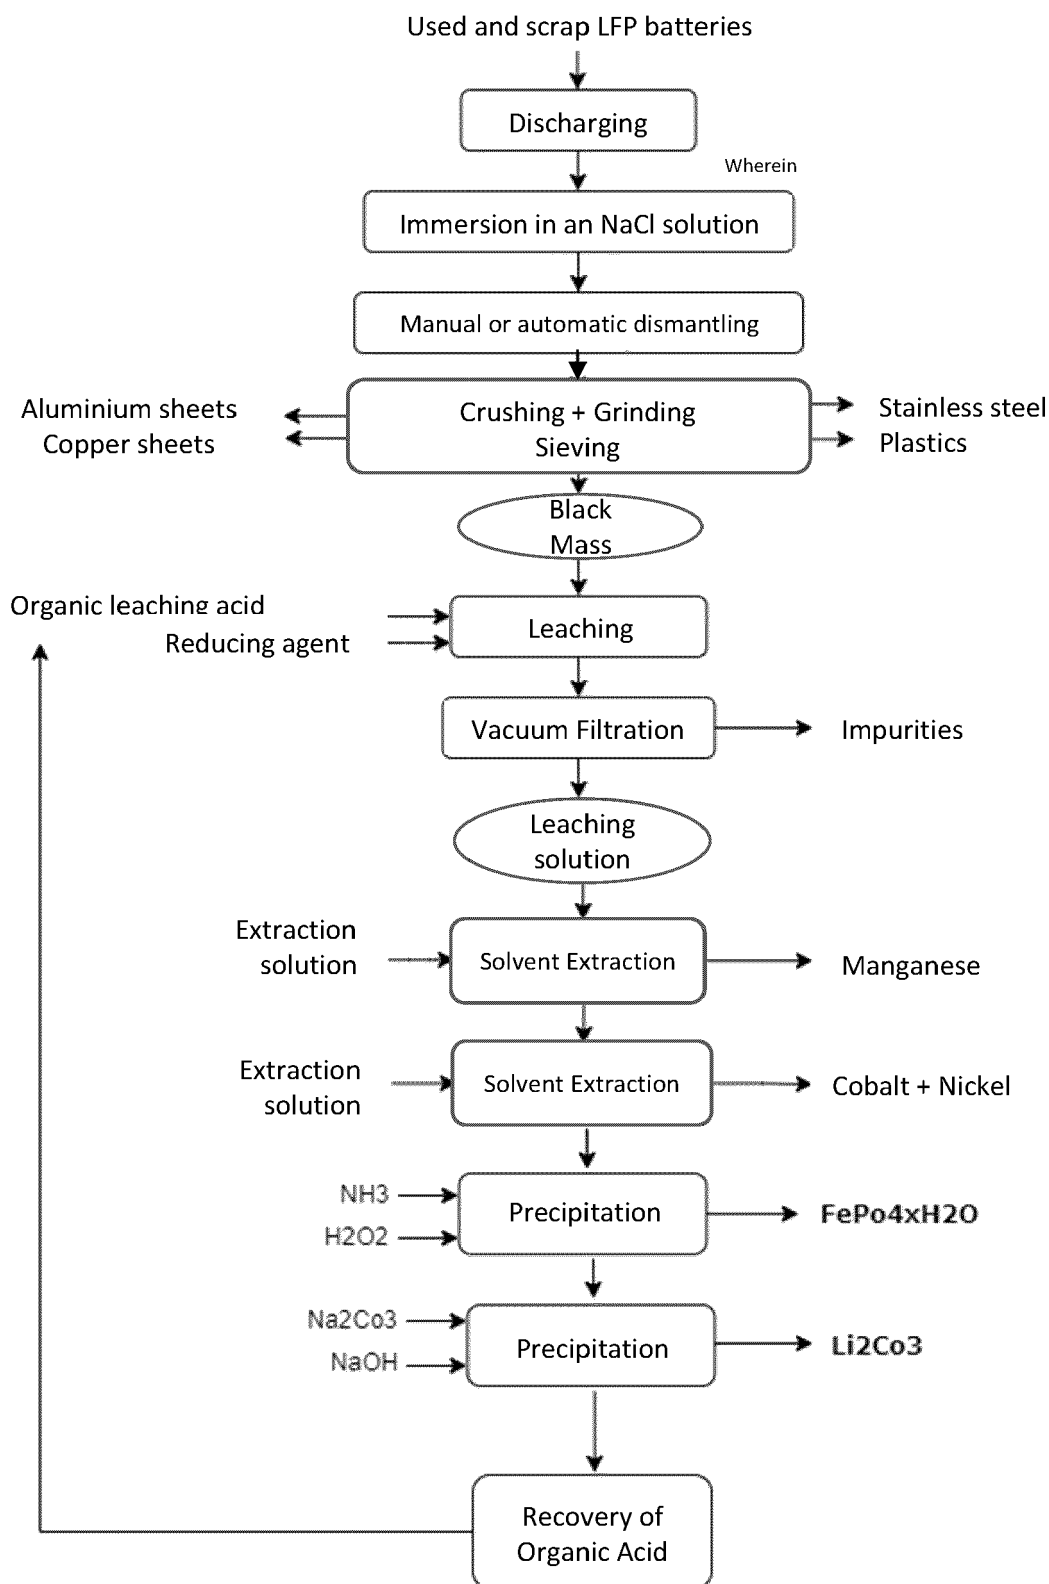 Used and scrap LFP batteries
Discharging
Wherein
Immersion in an NaCl solution
Manual or automatic dismantling
Aluminium sheets
Copper sheets
Crushing + Grinding
Sieving
Stainless steel
Plastics
Black
Mass
Organic leaching acid
Reducing agent
Leaching
Vacuum Filtration
Impurities
Leaching
solution
Extraction
solution
Solvent Extraction
Manganese
Extraction
solution
Solvent Extraction
Cobalt + Nickel
NH3
H2O2
Precipitation
FePo4xH2O
Na2Co3
NaOH
Precipitation
Li2Co3
Recovery of
Organic Acid